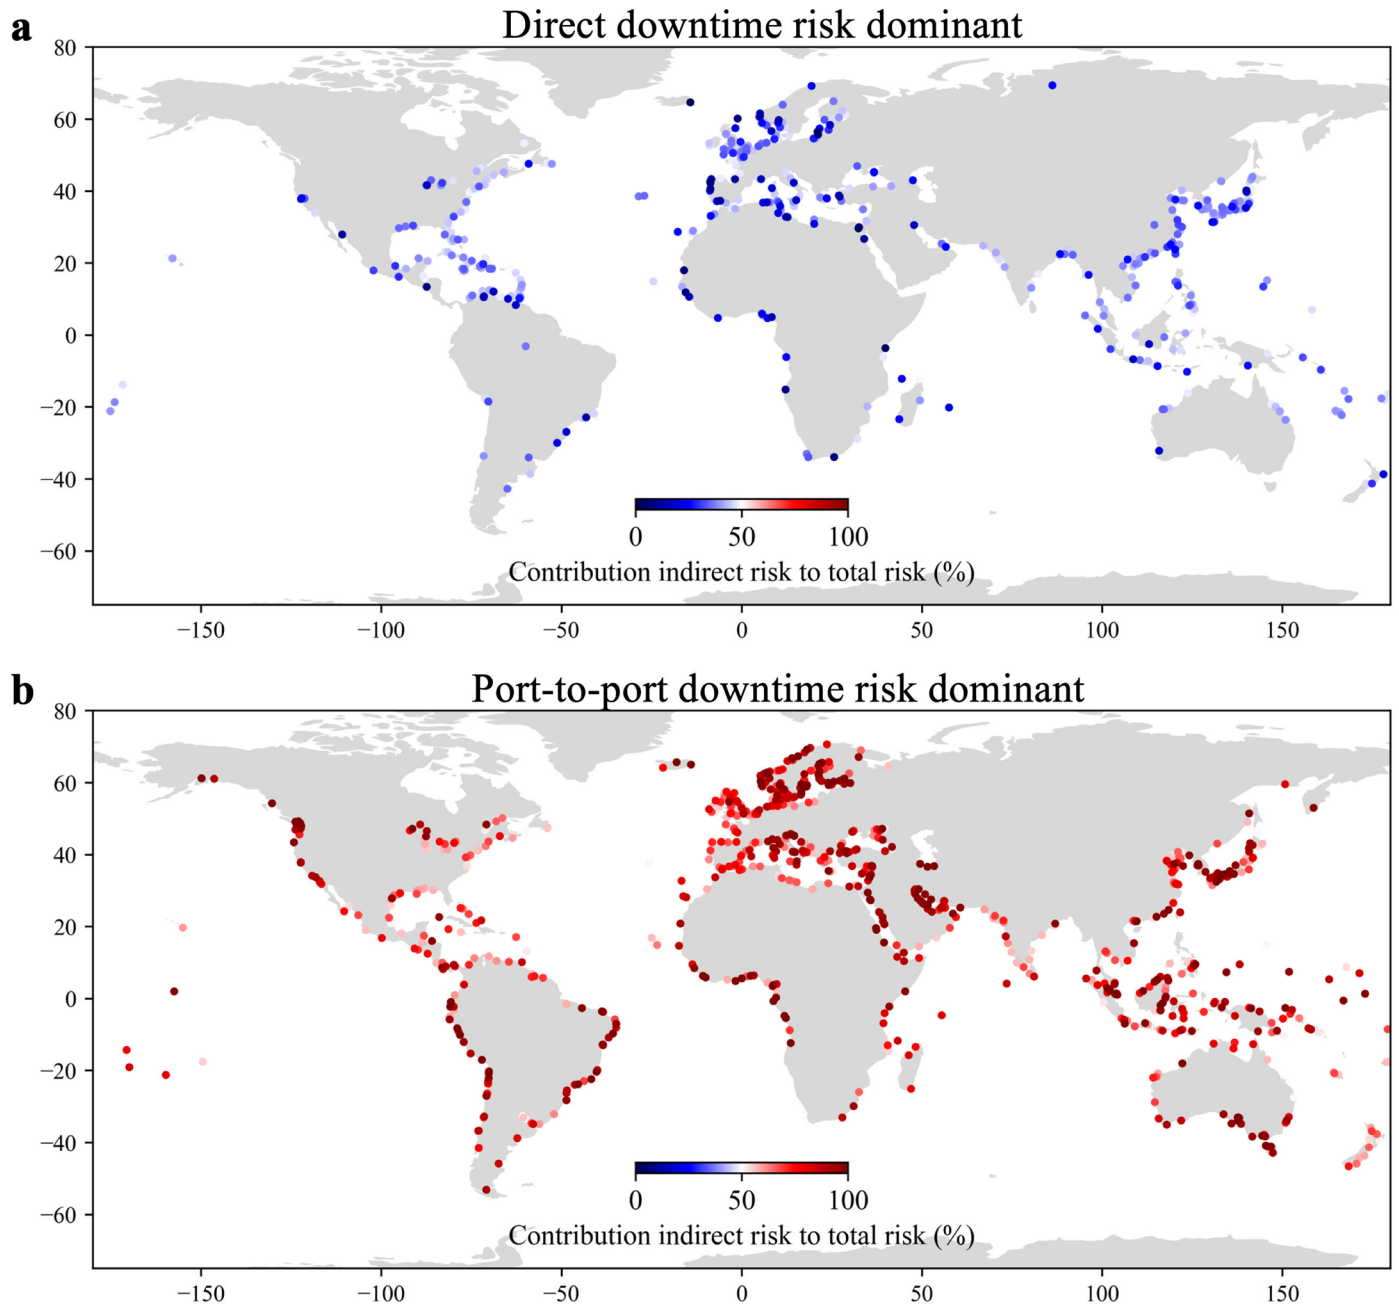 a
Direct downtime risk dominant
80
60
40
20
0
−20
−40
−60
0 50 100
Contribution indirect risk to total risk (%)
−150 −100 −50 0 50 100 150
b
Port-to-port downtime risk dominant
80
60
40
20
0
−20
−40
−60
0 50 100
Contribution indirect risk to total risk (%)
−150 −100 −50 0 50 100 150